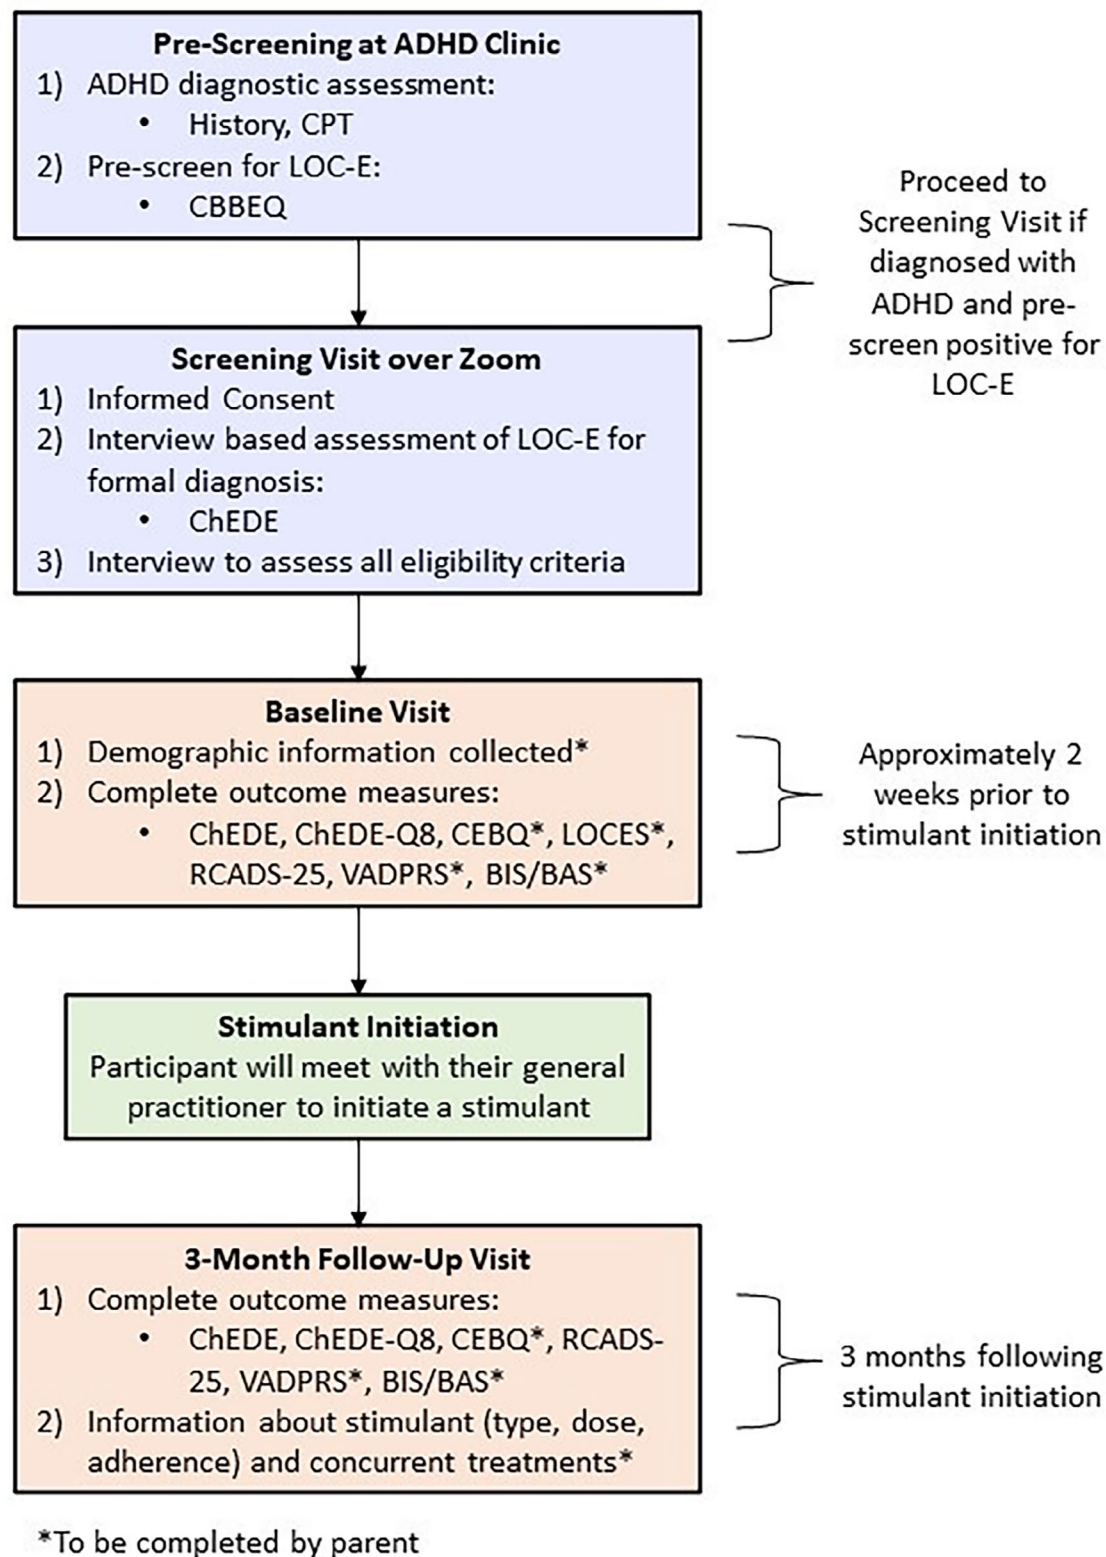 Pre-Screening at ADHD Clinic
1) ADHD diagnostic assessment:
• History, CPT
2) Pre-screen for LOC-E:
• CBBEQ
Proceed to
Screening Visit if
diagnosed with
ADHD and pre-
screen positive for
LOC-E
Screening Visit over Zoom
1) Informed Consent
2) Interview based assessment of LOC-E for
formal diagnosis:
• ChEDE
3) Interview to assess all eligibility criteria
Baseline Visit
1) Demographic information collected*
2) Complete outcome measures:
• ChEDE, ChEDE-Q8, CEBQ*, LOCES*,
RCADS-25, VADPRS*, BIS/BAS*
Approximately 2
weeks prior to
stimulant initiation
Stimulant Initiation
Participant will meet with their general
practitioner to initiate a stimulant
3-Month Follow-Up Visit
1) Complete outcome measures:
• ChEDE, ChEDE-Q8, CEBQ*, RCADS-
25, VADPRS*, BIS/BAS*
2) Information about stimulant (type, dose,
adherence) and concurrent treatments*
3 months following
stimulant initiation
*To be completed by parent